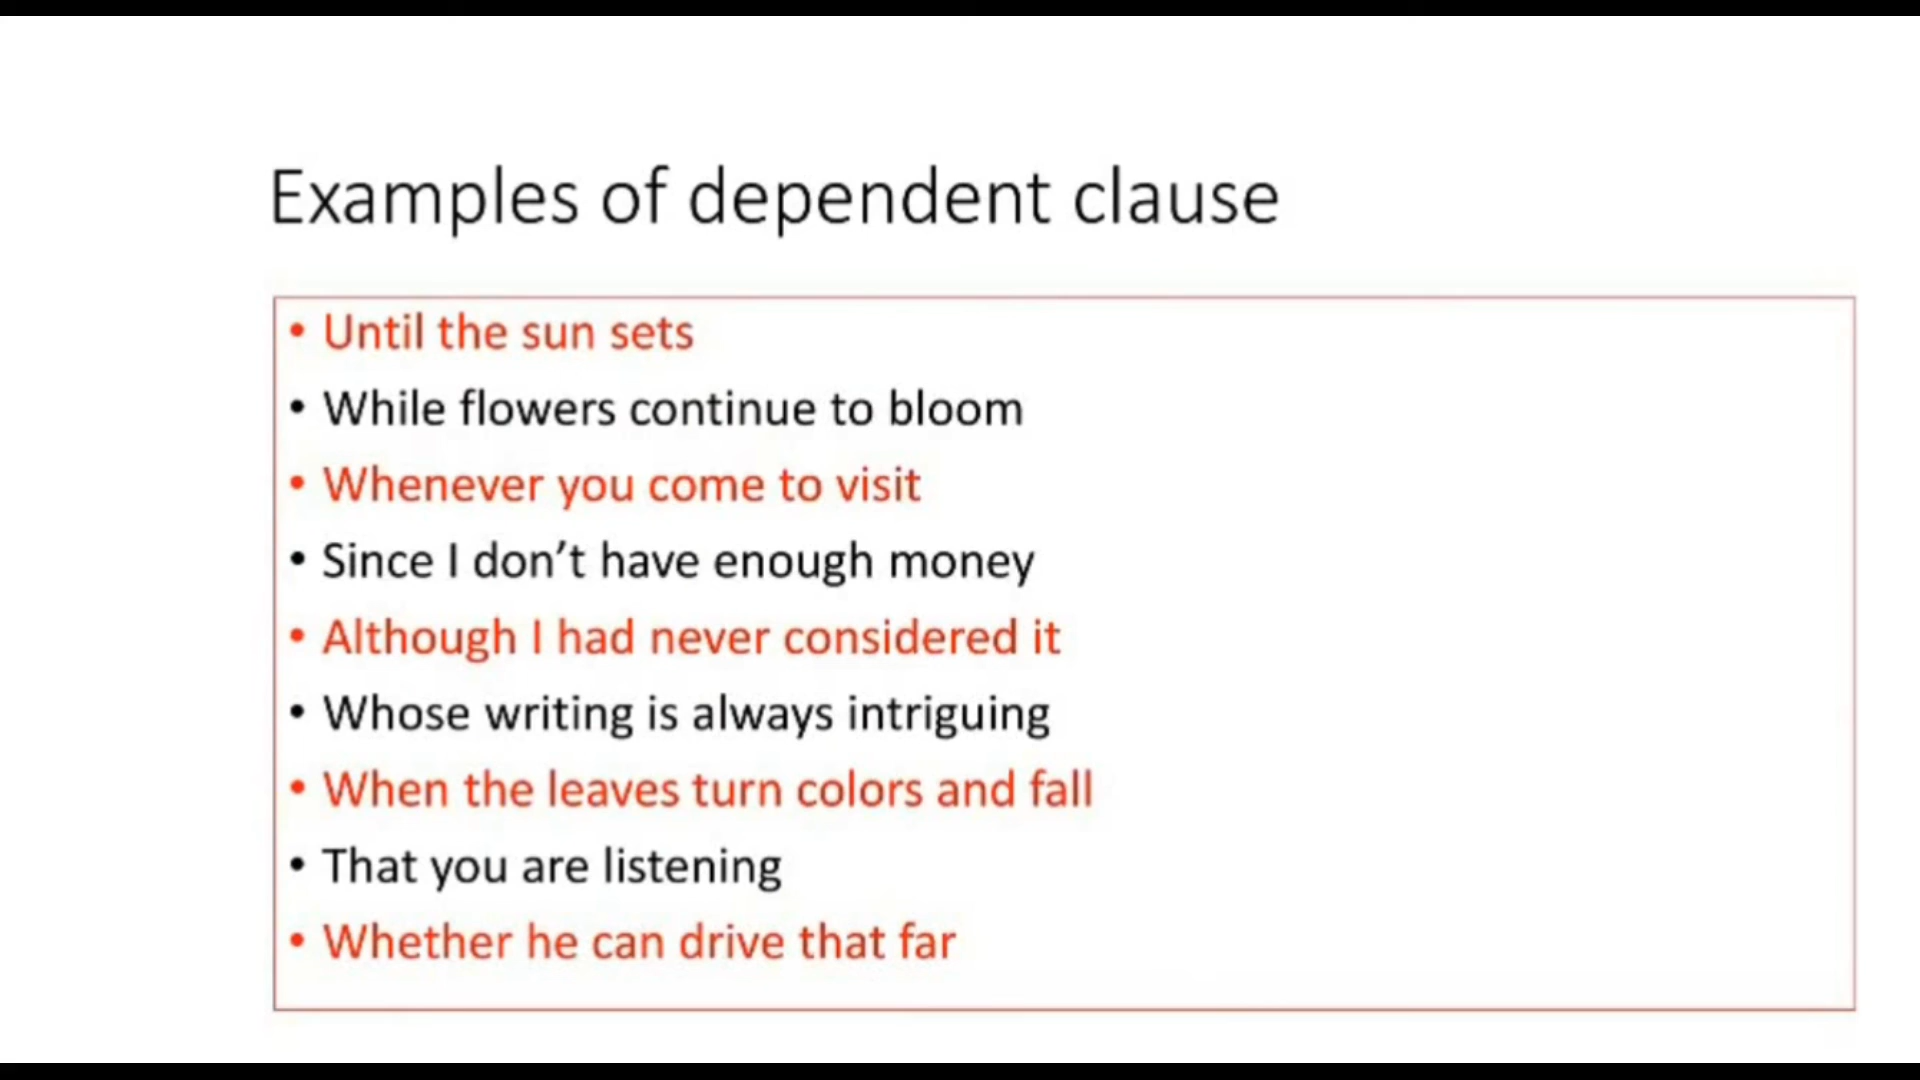 Examples of dependent clause
• Until the sun sets
• While flowers continue to bloom
• Whenever you come to visit
• Since I don’t have enough money
• Although I had never considered it
• Whose writing is always intriguing
• When the leaves turn colors and fall
• That you are listening
• Whether he can drive that far